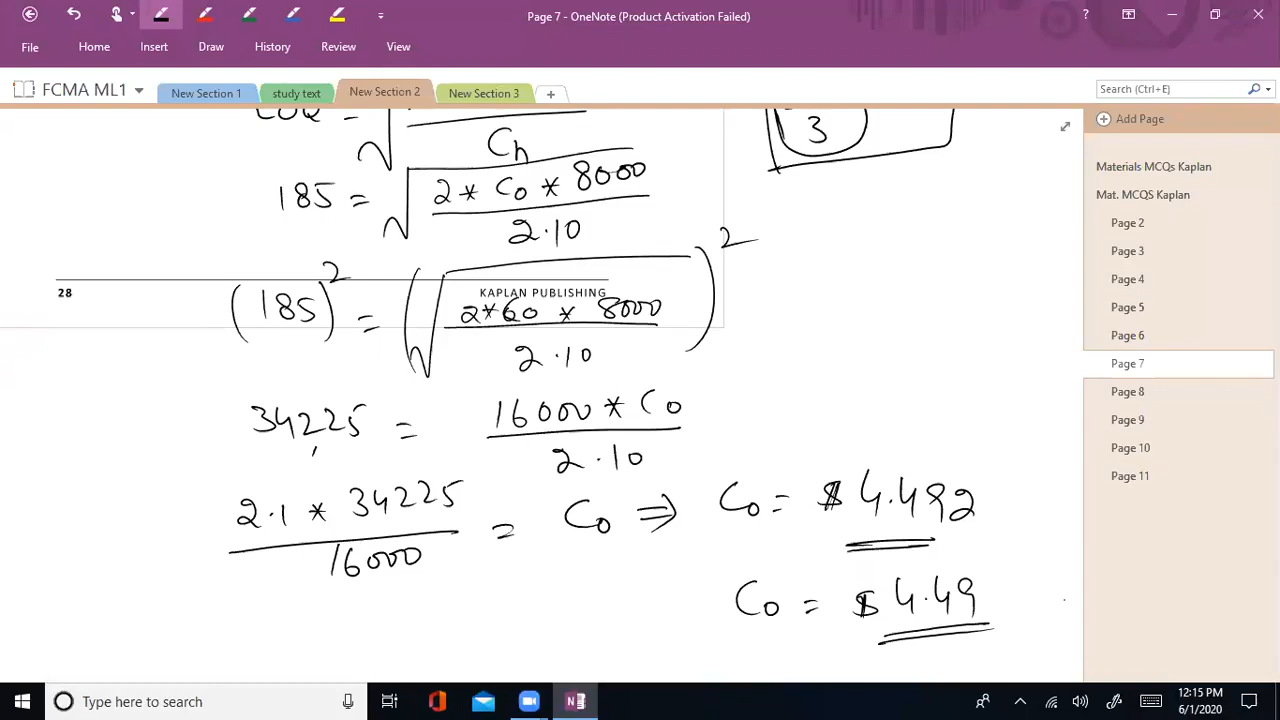 Page 7 - OneNote (Product Activation Failed)
File Home Insert Draw History Review View
FCMA ML1 New Section 1 study text New Section 2 New Section 3
Search (Ctrl+E)
Add Page
Materials MCQs Kaplan
Mat. MCQS Kaplan
Page 2
Page 3
Page 4
Page 5
Page 6
Page 7
Page 8
Page 9
Page 10
Page 11
Ch
3
185 = √(2 * Co * 8000 / 2.10)
28
KAPLAN PUBLISHING
(185)² = (√(2*Co * 8000 / 2.10))²
34225 = 16000 * Co / 2.10
2.1 * 34225 / 16000 = Co ⇒ Co = $4.492
Co = $4.49
Type here to search
12:15 PM
6/1/2020